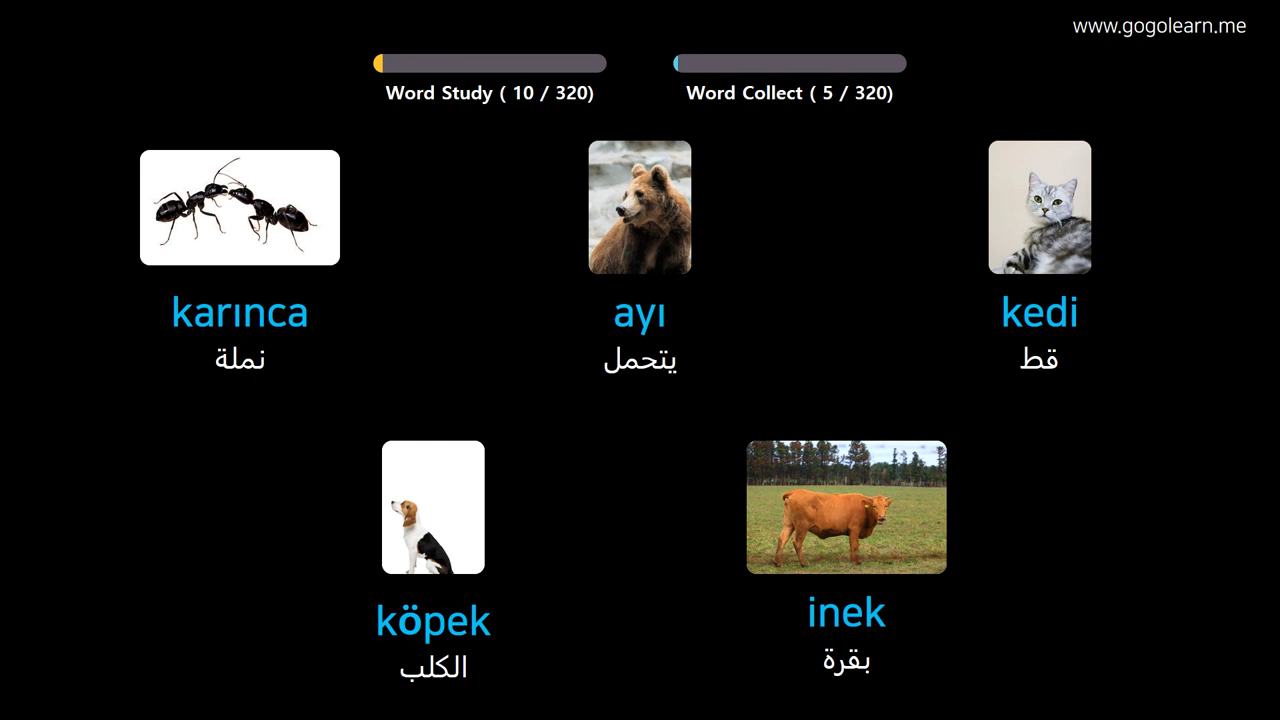 www.gogolearn.me
Word Study ( 10 / 320)
Word Collect ( 5 / 320)
karınca
نملة
ayı
يتحمل
kedi
قط
köpek
الكلب
inek
بقرة